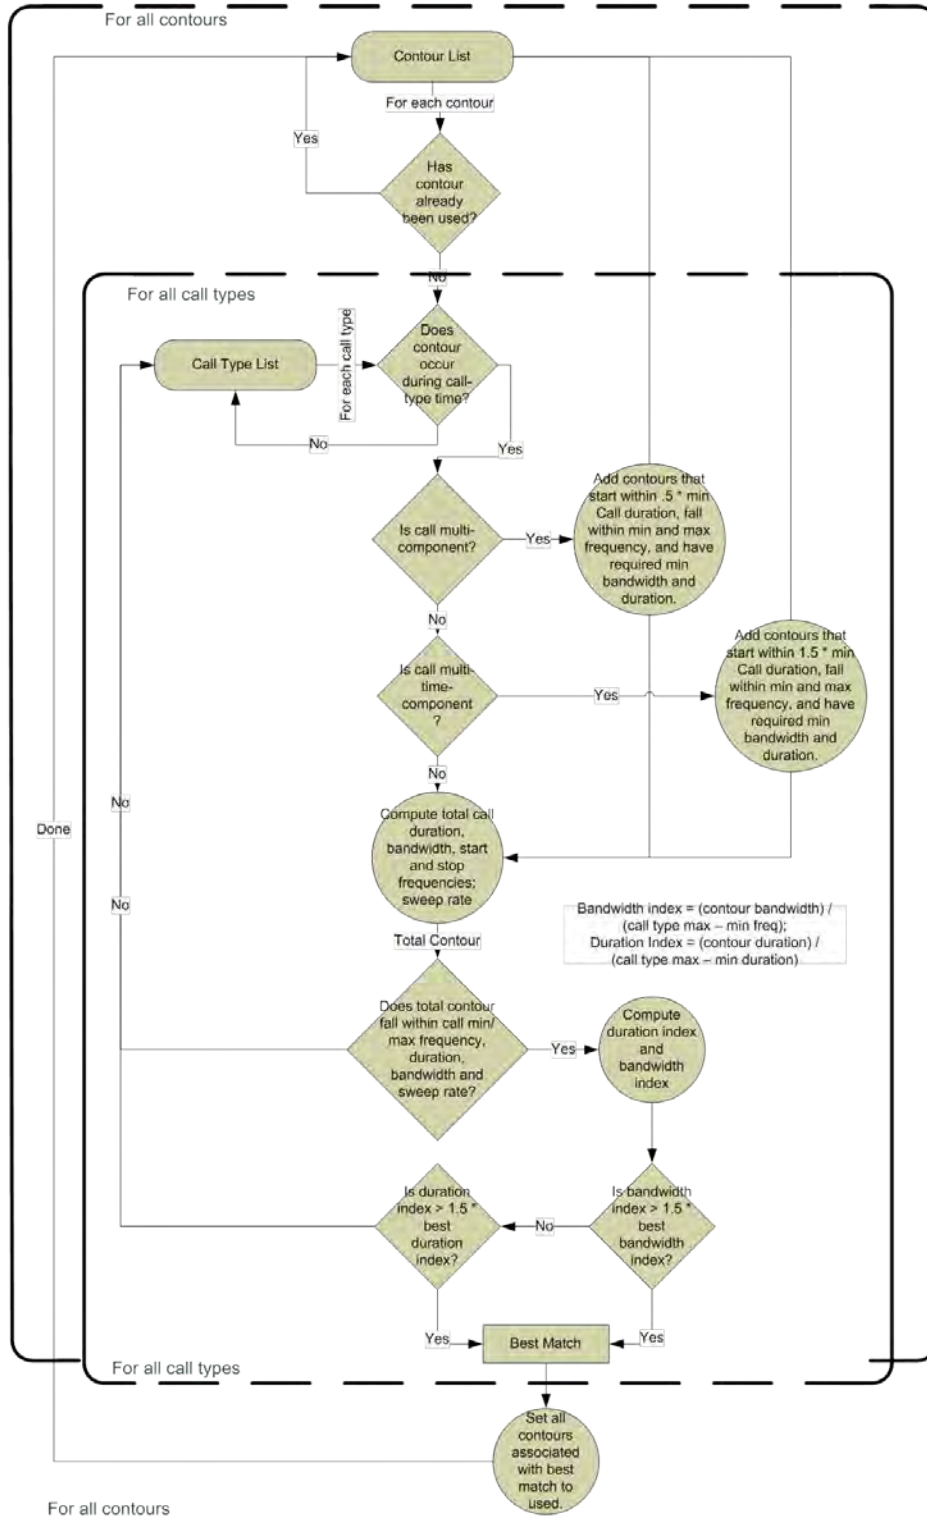 For all contours
Contour List
For each contour
Yes
Has
contour
already
been used?
No
For all call types
Call Type List
For each call type
Does
contour
occur
during call-
type time?
No
Yes
Is call multi-
component?
Yes
Add contours that
start within .5 * min
Call duration, fall
within min and max
frequency, and have
required min
bandwidth and
duration.
No
Is call multi-
time-
component
?
Yes
Add contours that
start within 1.5 * min
Call duration, fall
within min and max
frequency, and have
required min
bandwidth and
duration.
No
No
Done
Compute total call
duration,
bandwidth, start
and stop
frequencies;
sweep rate
No
Bandwidth index = (contour bandwidth) /
(call type max – min freq);
Duration Index = (contour duration) /
(call type max – min duration)
Total Contour
Does total contour
fall within call min/
max frequency,
duration,
bandwidth and
sweep rate?
Yes
Compute
duration index
and
bandwidth
index
Is duration
index > 1.5 *
best
duration
index?
No
Is bandwidth
index > 1.5 *
best
bandwidth
index?
Yes
Best Match
Yes
For all call types
Set all
contours
associated
with best
match to
used.
For all contours